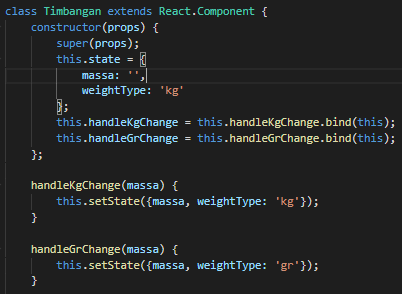 class Timbangan extends React.Component {
    constructor(props) {
        super(props);
        this.state = {
            massa: '',
            weightType: 'kg'
        };
        this.handleKgChange = this.handleKgChange.bind(this);
        this.handleGrChange = this.handleGrChange.bind(this);
    };

    handleKgChange(massa) {
        this.setState({massa, weightType: 'kg'});
    }

    handleGrChange(massa) {
        this.setState({massa, weightType: 'gr'});
    }